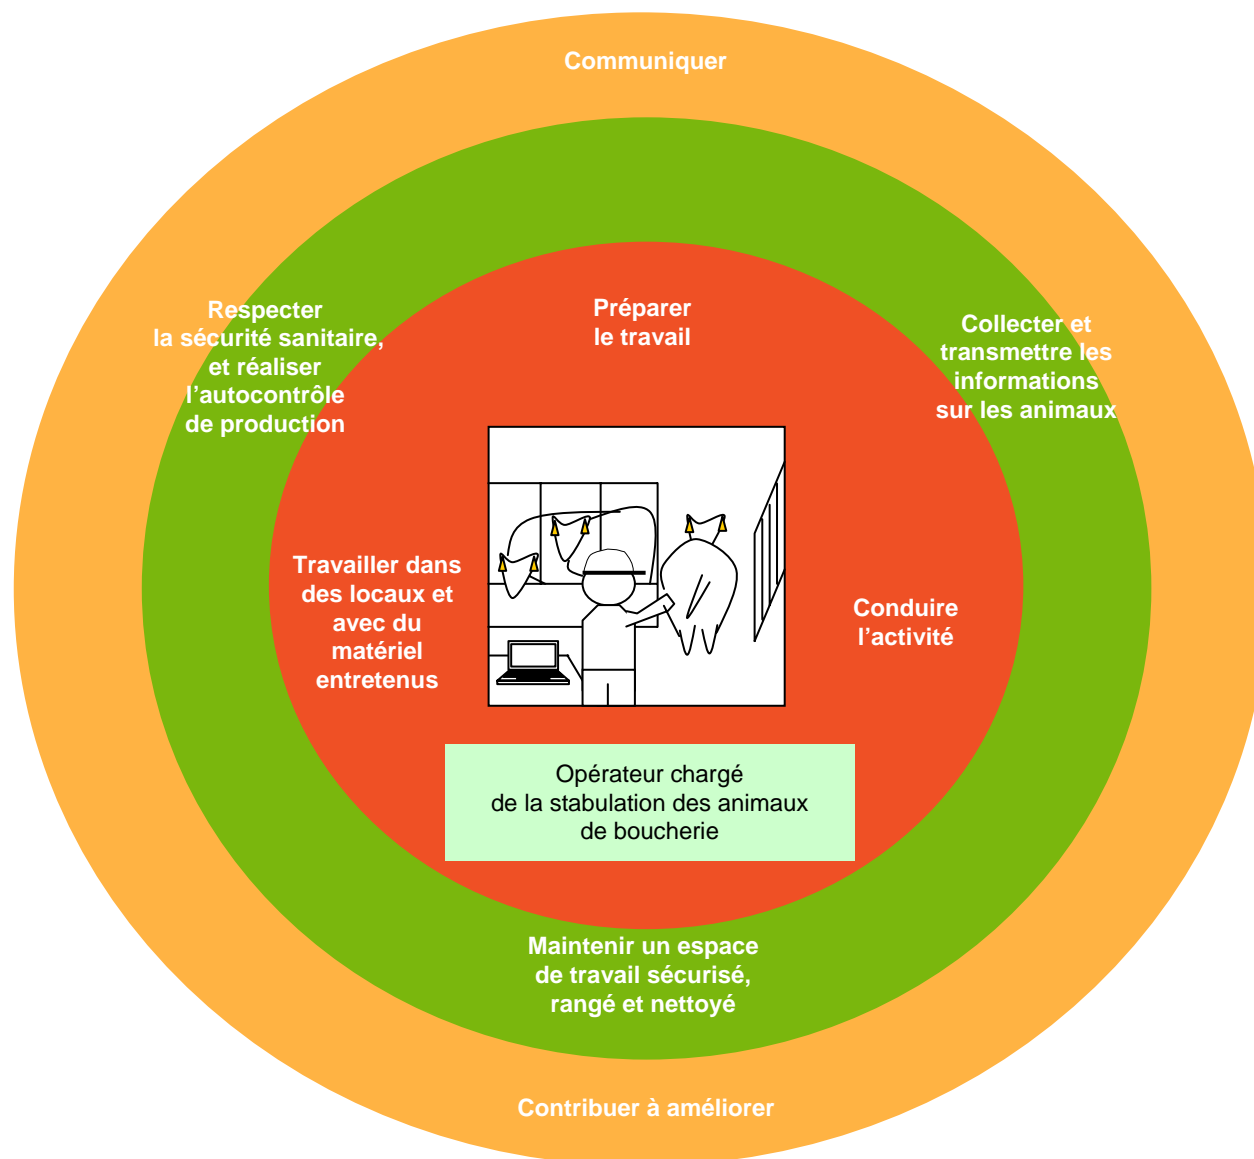 Communiquer
Respecter
la sécurité sanitaire,
et réaliser
l’autocontrôle
de production
Préparer
le travail
Collecter et
transmettre les
informations
sur les animaux
Travailler dans
des locaux et
avec du
matériel
entretenus
Conduire
l’activité
Opérateur chargé
de la stabulation des animaux
de boucherie
Maintenir un espace
de travail sécurisé,
rangé et nettoyé
Contribuer à améliorer